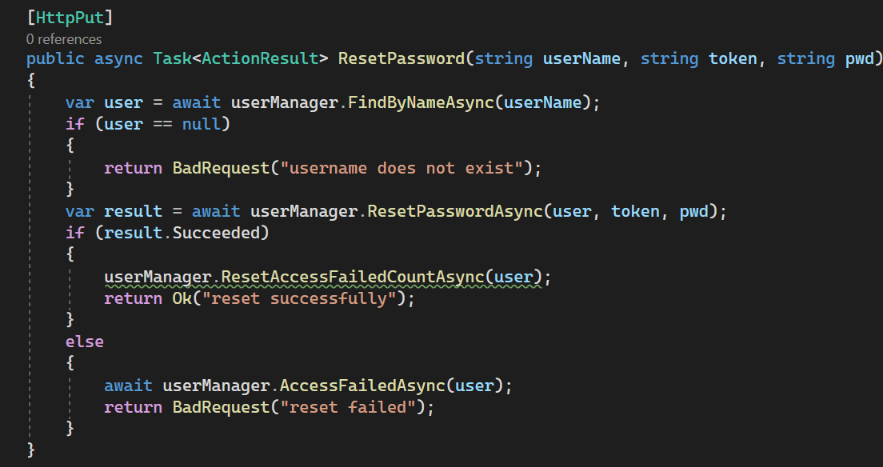 [HttpPut]
0 references
public async Task<ActionResult> ResetPassword(string userName, string token, string pwd)
{
    var user = await userManager.FindByNameAsync(userName);
    if (user == null)
    {
        return BadRequest("username does not exist");
    }
    var result = await userManager.ResetPasswordAsync(user, token, pwd);
    if (result.Succeeded)
    {
        userManager.ResetAccessFailedCountAsync(user);
        return Ok("reset successfully");
    }
    else
    {
        await userManager.AccessFailedAsync(user);
        return BadRequest("reset failed");
    }
}